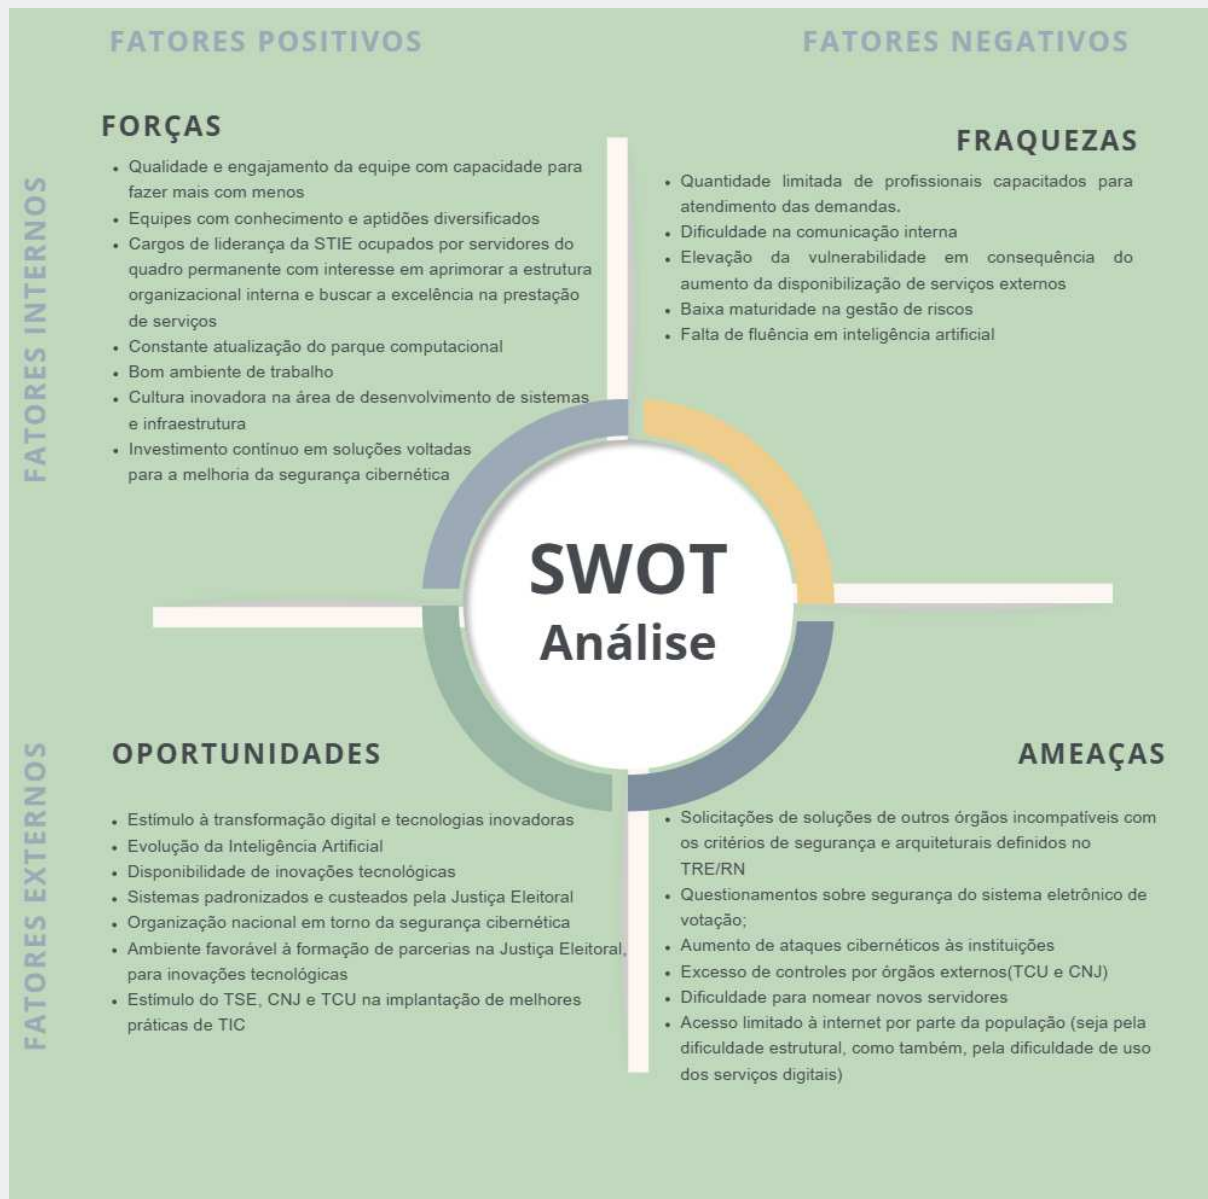 FATORES POSITIVOS
FATORES NEGATIVOS
FATORES INTERNOS
FORÇAS
• Qualidade e engajamento da equipe com capacidade para
fazer mais com menos
• Equipes com conhecimento e aptidões diversificados
• Cargos de liderança da STIE ocupados por servidores do
quadro permanente com interesse em aprimorar a estrutura
organizacional interna e buscar a excelência na prestação
de serviços
• Constante atualização do parque computacional
• Bom ambiente de trabalho
• Cultura inovadora na área de desenvolvimento de sistemas
e infraestrutura
• Investimento contínuo em soluções voltadas
para a melhoria da segurança cibernética
FRAQUEZAS
• Quantidade limitada de profissionais capacitados para
atendimento das demandas.
• Dificuldade na comunicação interna
• Elevação da vulnerabilidade em consequência do
aumento da disponibilização de serviços externos
• Baixa maturidade na gestão de riscos
• Falta de fluência em inteligência artificial
SWOT
Análise
FATORES EXTERNOS
OPORTUNIDADES
• Estímulo à transformação digital e tecnologias inovadoras
• Evolução da Inteligência Artificial
• Disponibilidade de inovações tecnológicas
• Sistemas padronizados e custeados pela Justiça Eleitoral
• Organização nacional em torno da segurança cibernética
• Ambiente favorável à formação de parcerias na Justiça Eleitoral,
para inovações tecnológicas
• Estímulo do TSE, CNJ e TCU na implantação de melhores
práticas de TIC
AMEAÇAS
• Solicitações de soluções de outros órgãos incompatíveis com
os critérios de segurança e arquiteturais definidos no
TRE/RN
• Questionamentos sobre segurança do sistema eletrônico de
votação;
• Aumento de ataques cibernéticos às instituições
• Excesso de controles por órgãos externos(TCU e CNJ)
• Dificuldade para nomear novos servidores
• Acesso limitado à internet por parte da população (seja pela
dificuldade estrutural, como também, pela dificuldade de uso
dos serviços digitais)